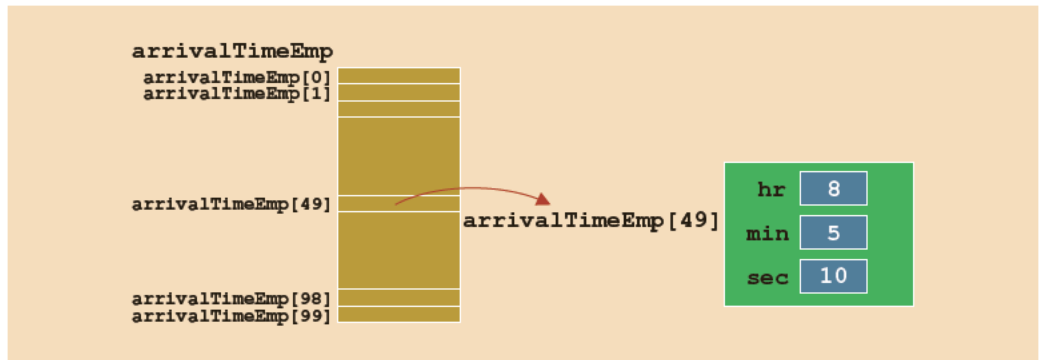 arrivalTimeEmp
arrivalTimeEmp[0]
arrivalTimeEmp[1]
arrivalTimeEmp[49]
arrivalTimeEmp[49]
hr 8
min 5
sec 10
arrivalTimeEmp[98]
arrivalTimeEmp[99]